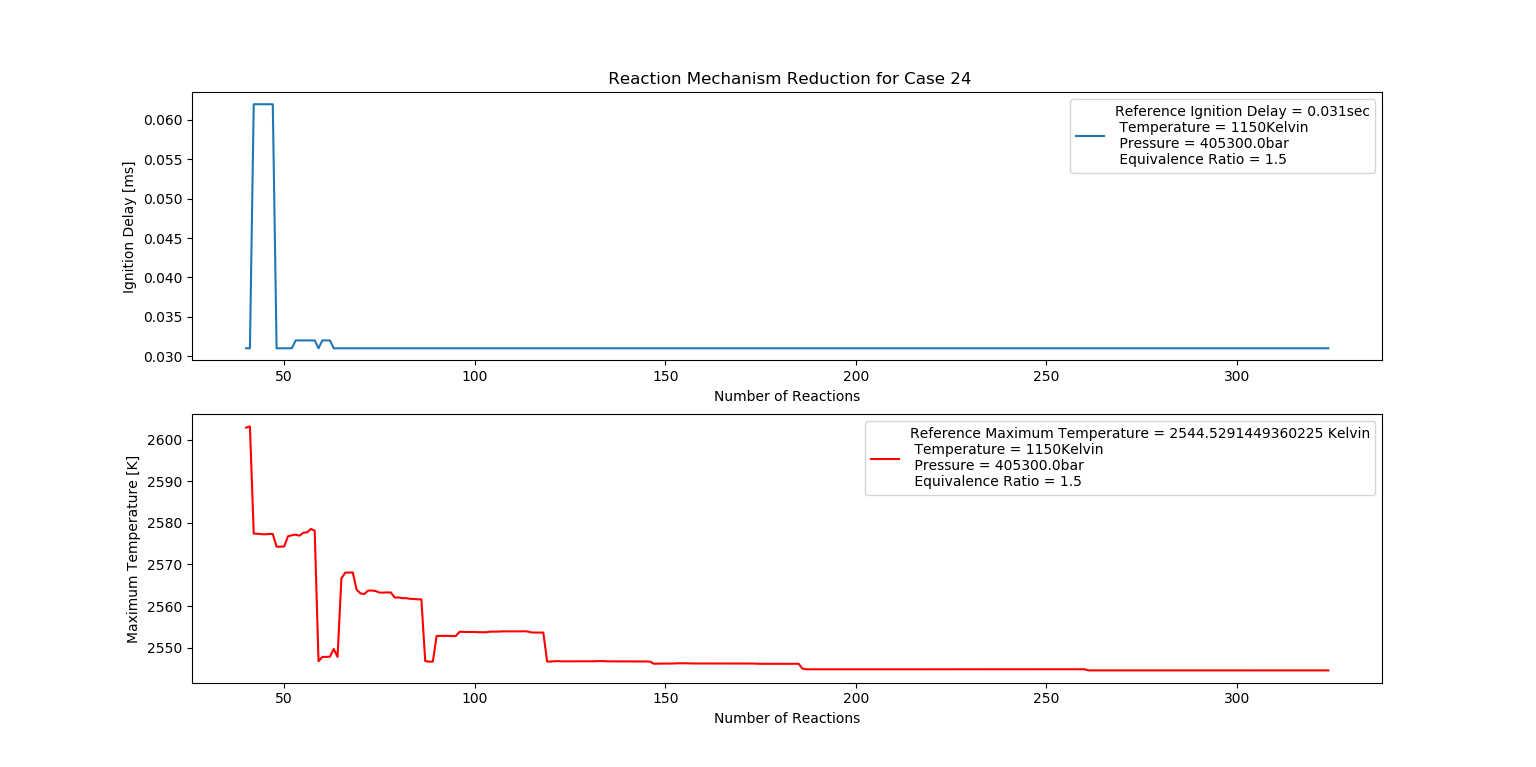 Reaction Mechanism Reduction for Case 24
Reference Ignition Delay = 0.031sec
Temperature = 1150Kelvin
Pressure = 405300.0bar
Equivalence Ratio = 1.5
Ignition Delay [ms]
0.060
0.055
0.050
0.045
0.040
0.035
0.030
50 100 150 200 250 300
Number of Reactions
Reference Maximum Temperature = 2544.5291449360225 Kelvin
Temperature = 1150Kelvin
Pressure = 405300.0bar
Equivalence Ratio = 1.5
Maximum Temperature [K]
2600
2590
2580
2570
2560
2550
50 100 150 200 250 300
Number of Reactions